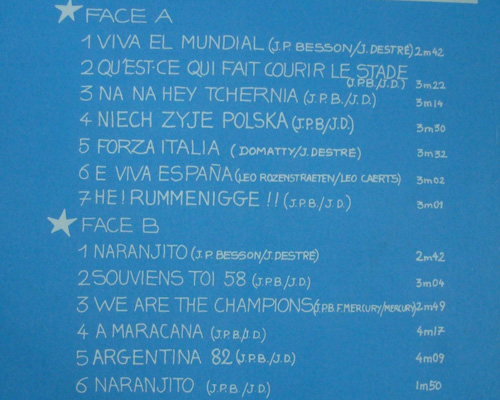 FACE A
1 VIVA EL MUNDIAL (J.P. BESSON/J. DESTRÉ) 2m42
2 QU'EST-CE QUI FAIT COURIR LE STADE
(J.P.B./J.D.) 3m22
3 NA NA HEY TCHERNIA (J.P.B./J.D.) 3m14
4 NIECH ZYJE POLSKA (J.P.B/J.D.) 3m30
5 FORZA ITALIA (DOMATTY/J. DESTRÉ) 3m32
6 E VIVA ESPAÑA (LEO ROZENSTRAETEN/LEO CAERTS) 3m02
7 HE! RUMMENIGGE !! (J.P.B/J.D.) 3m01
FACE B
1 NARANJITO (J.P. BESSON/J. DESTRÉ) 2m42
2 SOUVIENS TOI 58 (J.P.B./J.D.) 3m04
3 WE ARE THE CHAMPIONS (J.P.B. F. MERCURY/MERCURY) 2m49
4 A MARACANA (J.P.B./J.D.) 4m17
5 ARGENTINA 82 (J.P.B./J.D.) 4m09
6 NARANJITO (J.P.B./J.D.) 1m50